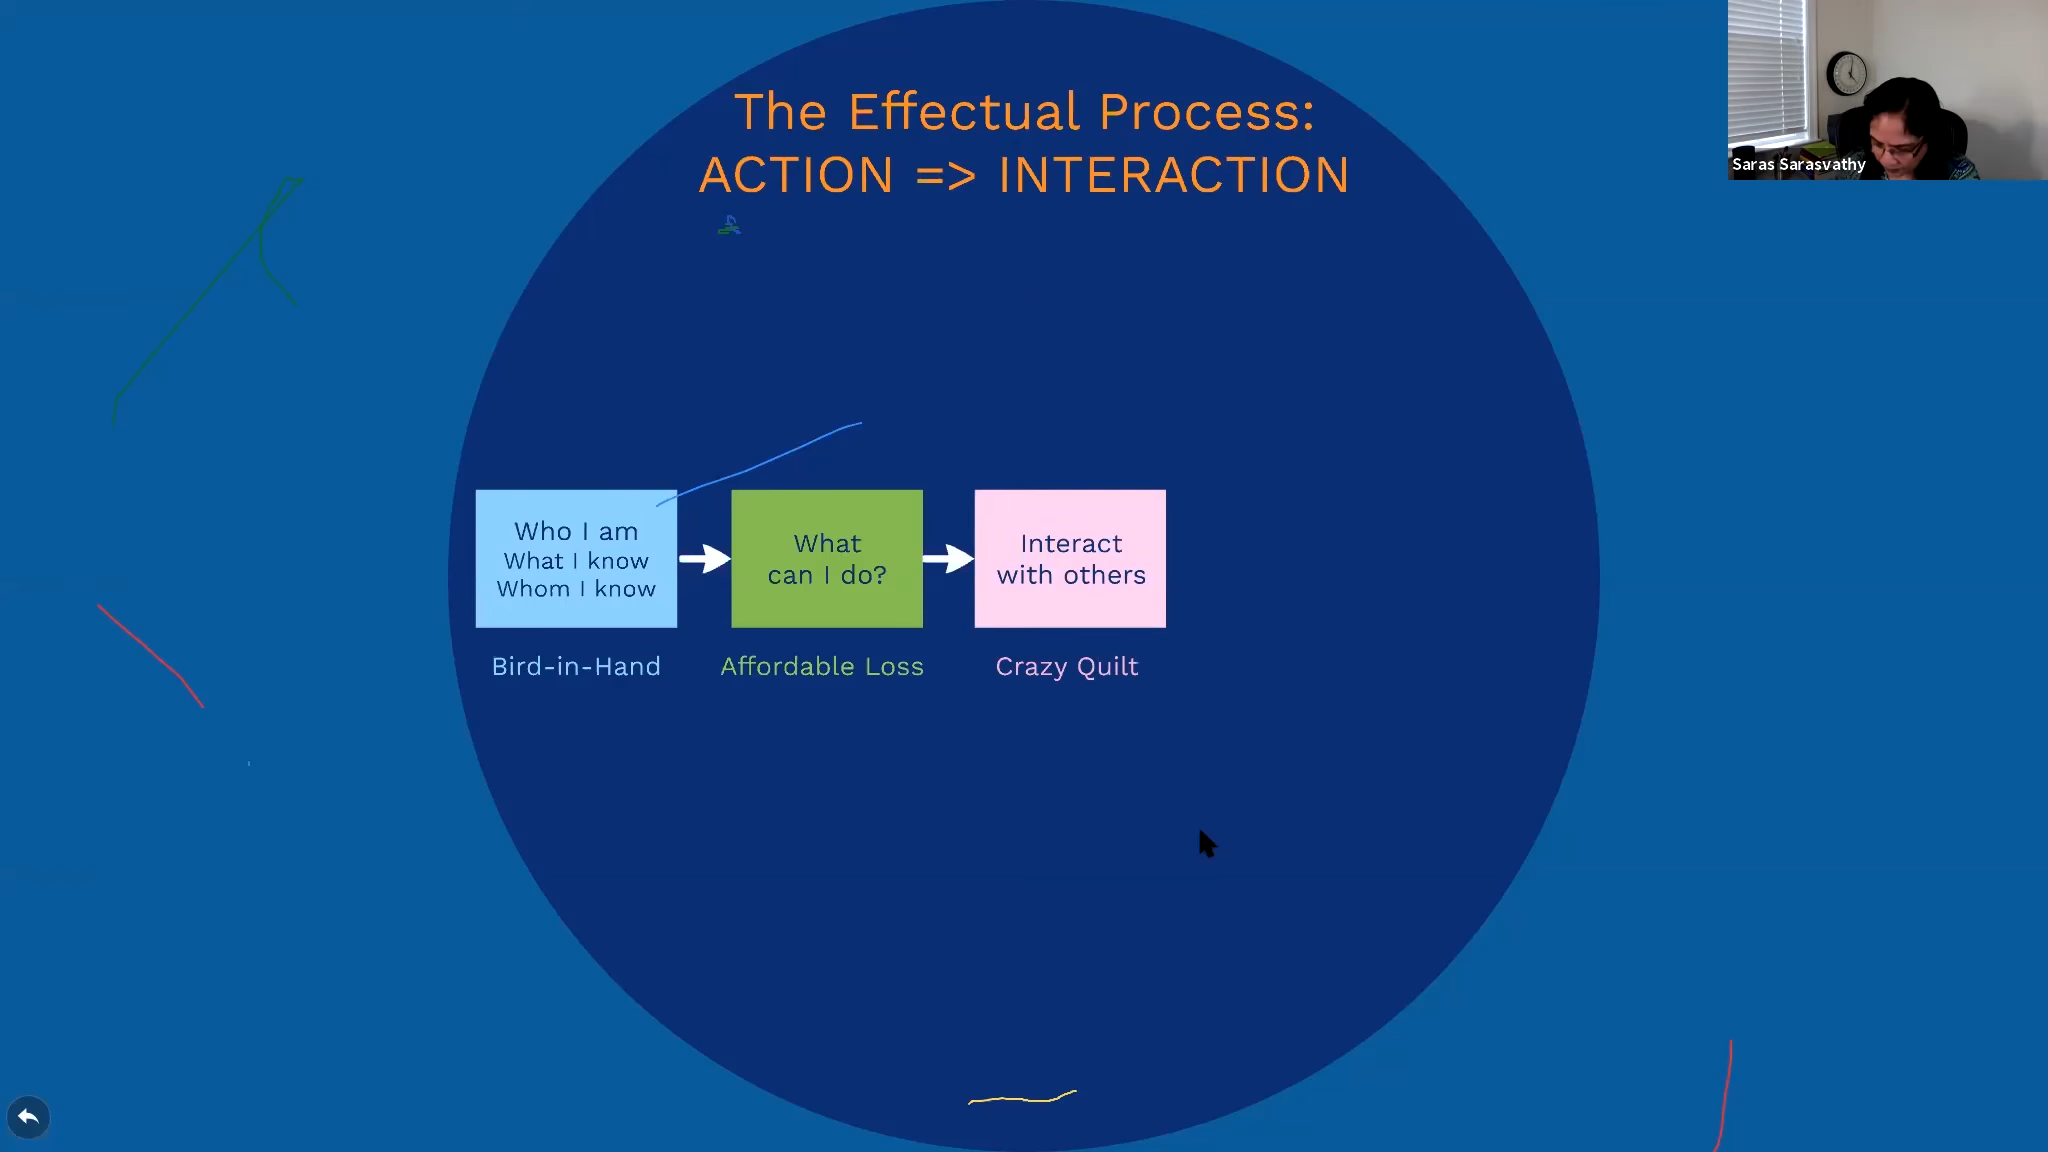 The Effectual Process:
ACTION => INTERACTION
Saras Sarasvathy
Who I am
What I know
Whom I know
What
can I do?
Interact
with others
Bird-in-Hand
Affordable Loss
Crazy Quilt